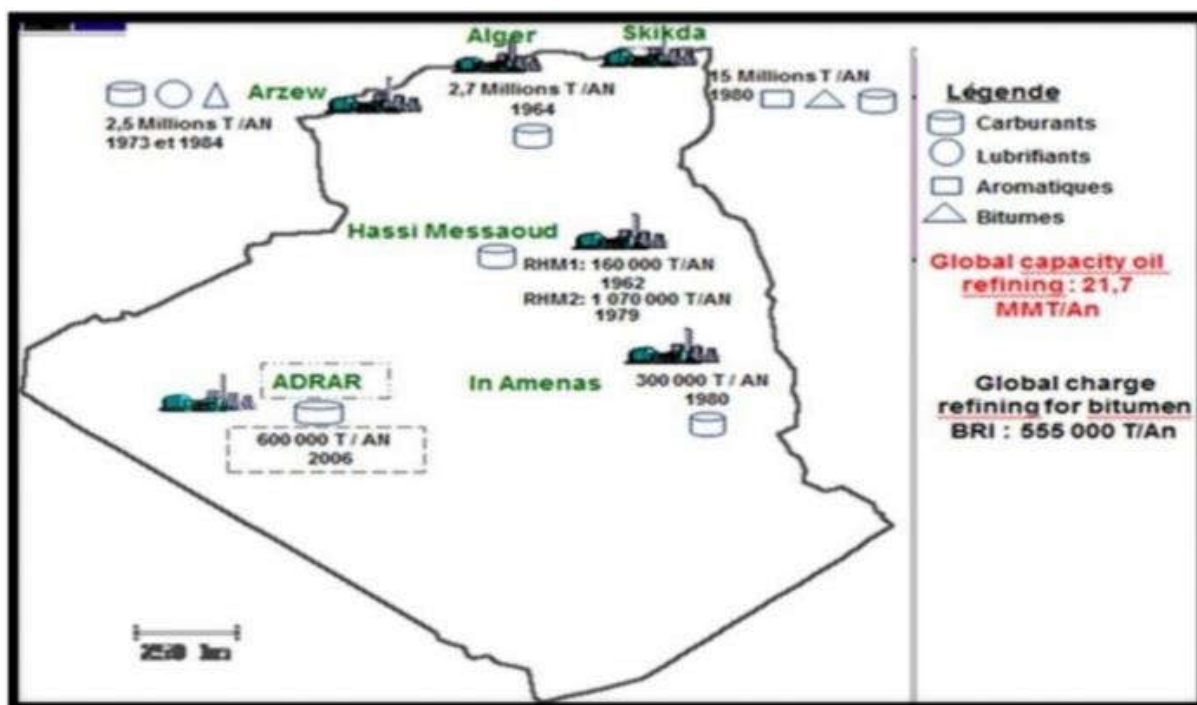 Alger
Skikda
Arzew
2,5 Millions T /AN
1973 et 1984
2,7 Millions T /AN
1964
15 Millions T /AN
1980
Hassi Messaoud
RHM1: 160 000 T/AN
1962
RHM2: 1 070 000 T/AN
1979
In Amenas
300 000 T / AN
1980
ADRAR
600 000 T / AN
2006
250 km
Légende
Carburants
Lubrifiants
Aromatiques
Bitumes
Global capacity oil
refining : 21,7
MMT/An
Global charge
refining for bitumen
BRI : 555 000 T/An